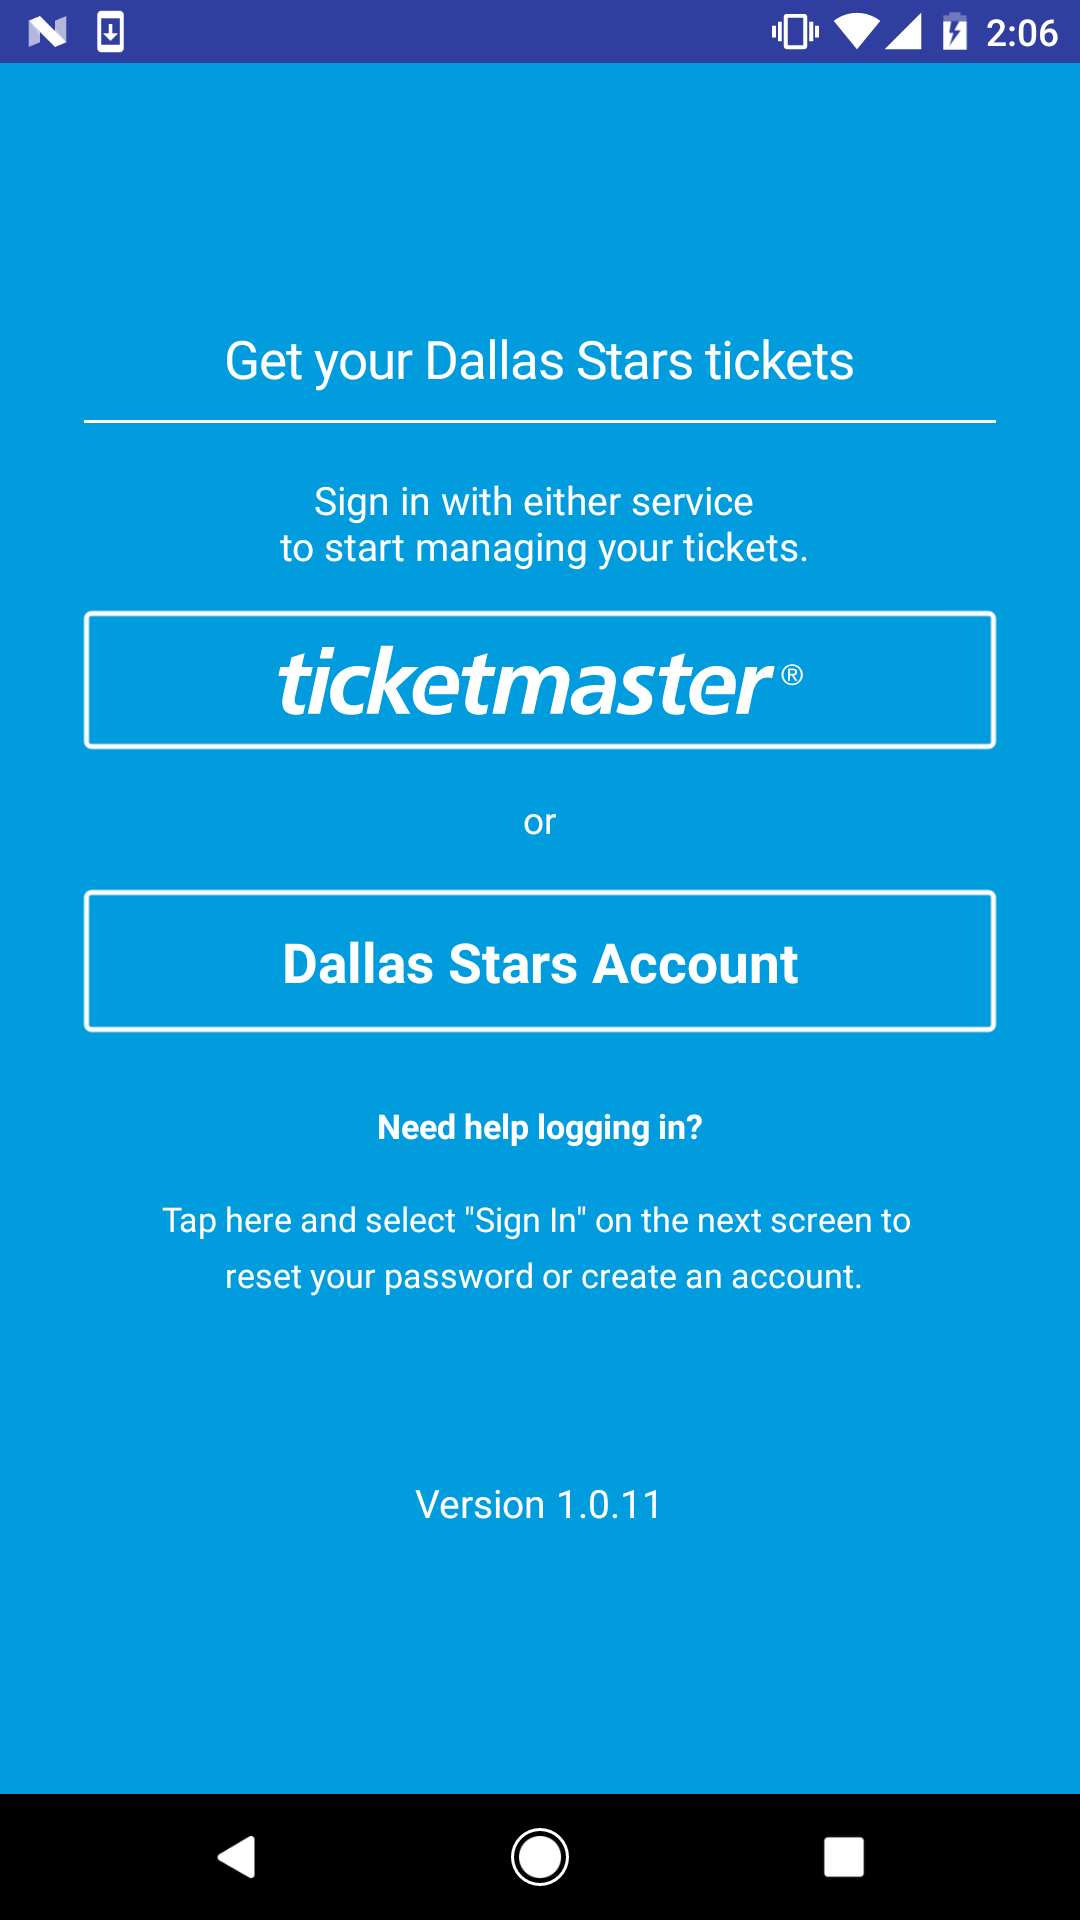 2:06
Get your Dallas Stars tickets
Sign in with either service
to start managing your tickets.
ticketmaster®
or
Dallas Stars Account
Need help logging in?
Tap here and select "Sign In" on the next screen to
reset your password or create an account.
Version 1.0.11